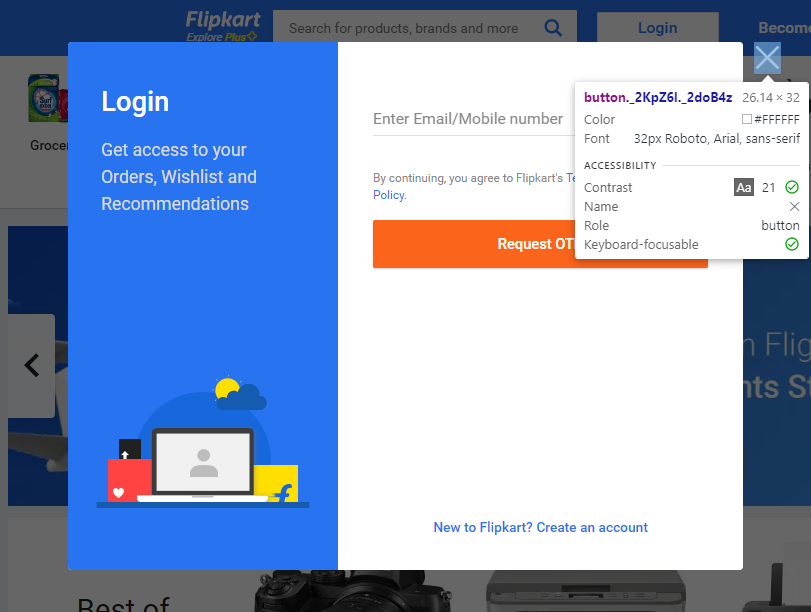 Flipkart
Explore Plus
Search for products, brands and more
Login
Become
Surf
Grocer
Login
Get access to your
Orders, Wishlist and
Recommendations
Enter Email/Mobile number
By continuing, you agree to Flipkart's Te
Policy.
Request OT
New to Flipkart? Create an account
button._2KpZ6l._2doB4z 26.14 × 32
Color #FFFFFF
Font 32px Roboto, Arial, sans-serif
ACCESSIBILITY
Contrast Aa 21
Name
Role button
Keyboard-focusable
n Flig
nts St
Best of